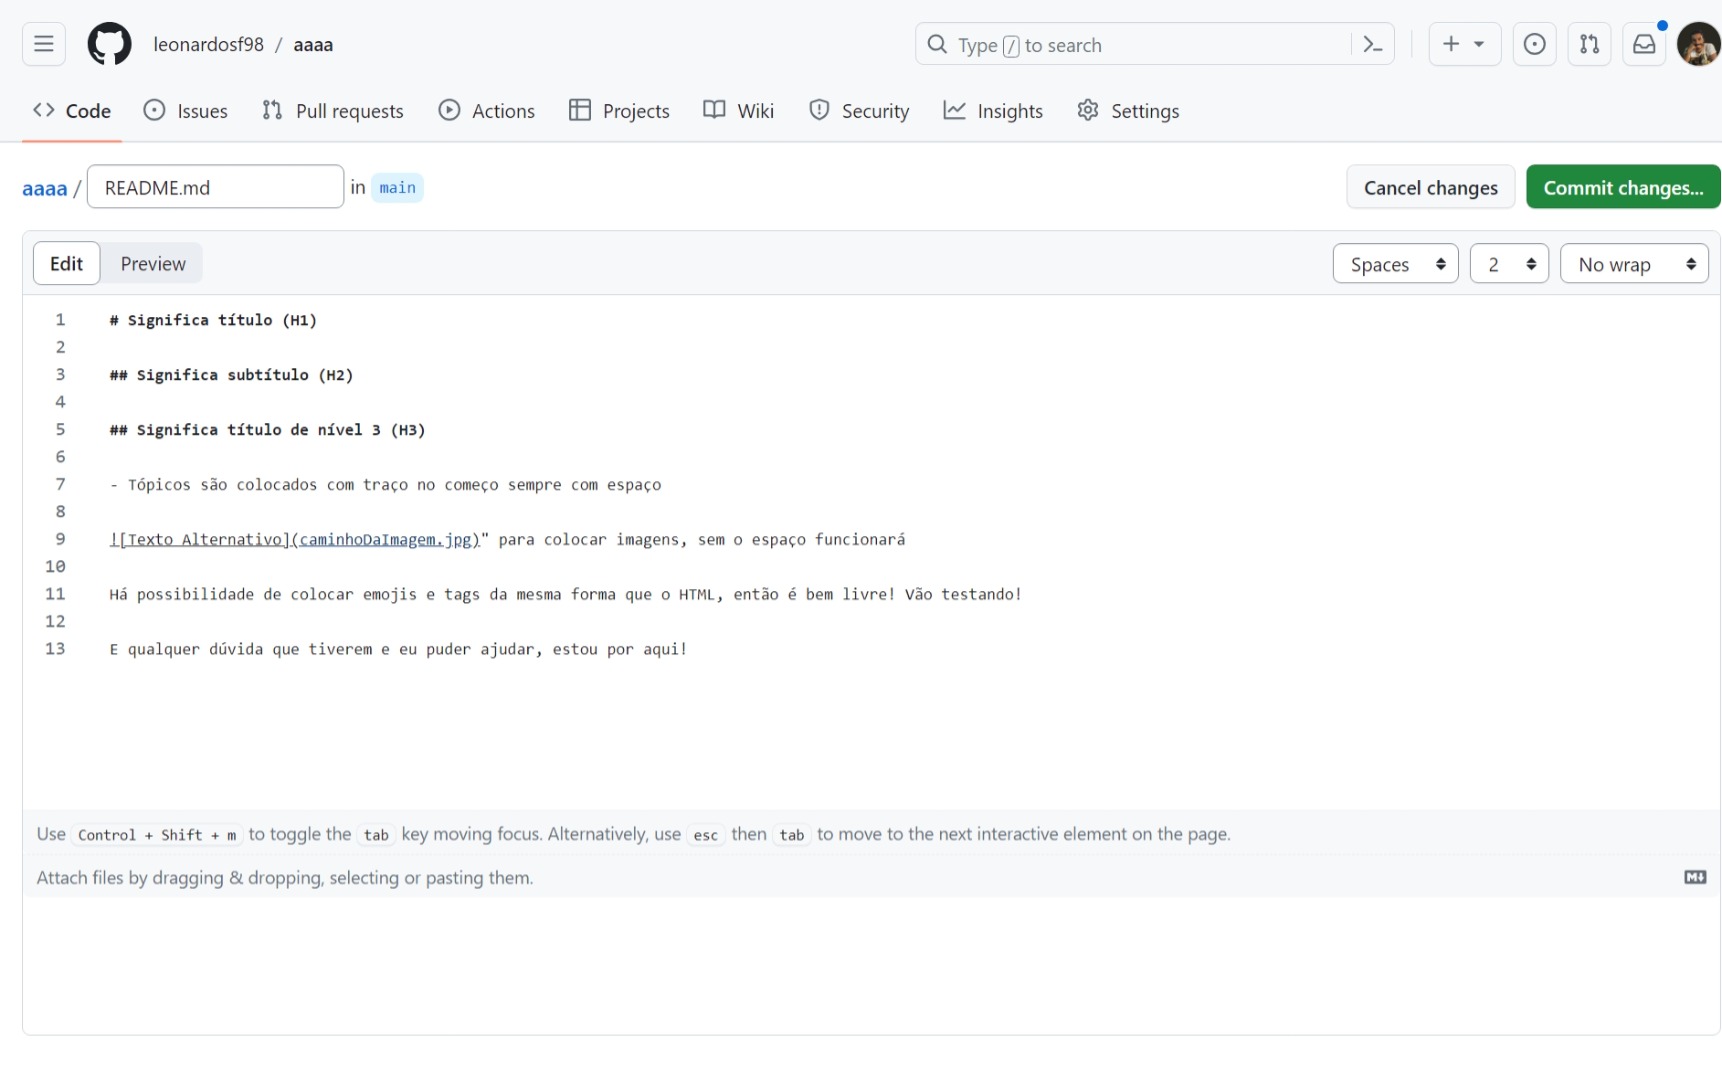 leonardosf98 / aaaa
Type / to search
Code Issues Pull requests Actions Projects Wiki Security Insights Settings
aaaa / README.md in main
Cancel changes Commit changes...
Edit Preview
Spaces 2 No wrap
1 # Significa título (H1)
2
3 ## Significa subtítulo (H2)
4
5 ## Significa título de nível 3 (H3)
6
7 - Tópicos são colocados com traço no começo sempre com espaço
8
9 ![Texto Alternativo](caminhoDaImagem.jpg)" para colocar imagens, sem o espaço funcionará
10
11 Há possibilidade de colocar emojis e tags da mesma forma que o HTML, então é bem livre! Vão testando!
12
13 E qualquer dúvida que tiverem e eu puder ajudar, estou por aqui!
Use Control + Shift + m to toggle the tab key moving focus. Alternatively, use esc then tab to move to the next interactive element on the page.
Attach files by dragging & dropping, selecting or pasting them.